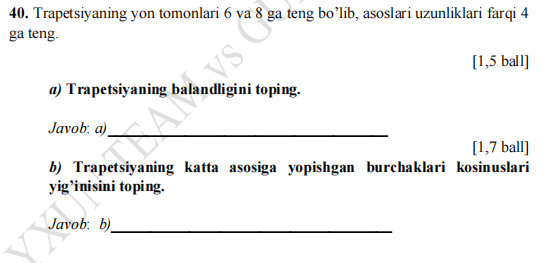 40. Trapetsiyaning yon tomonlari 6 va 8 ga teng bo’lib, asoslari uzunliklari farqi 4
ga teng.
[1,5 ball]
a) Trapetsiyaning balandligini toping.
Javob: a)
[1,7 ball]
b) Trapetsiyaning katta asosiga yopishgan burchaklari kosinuslari
yig’inisini toping.
Javob: b)